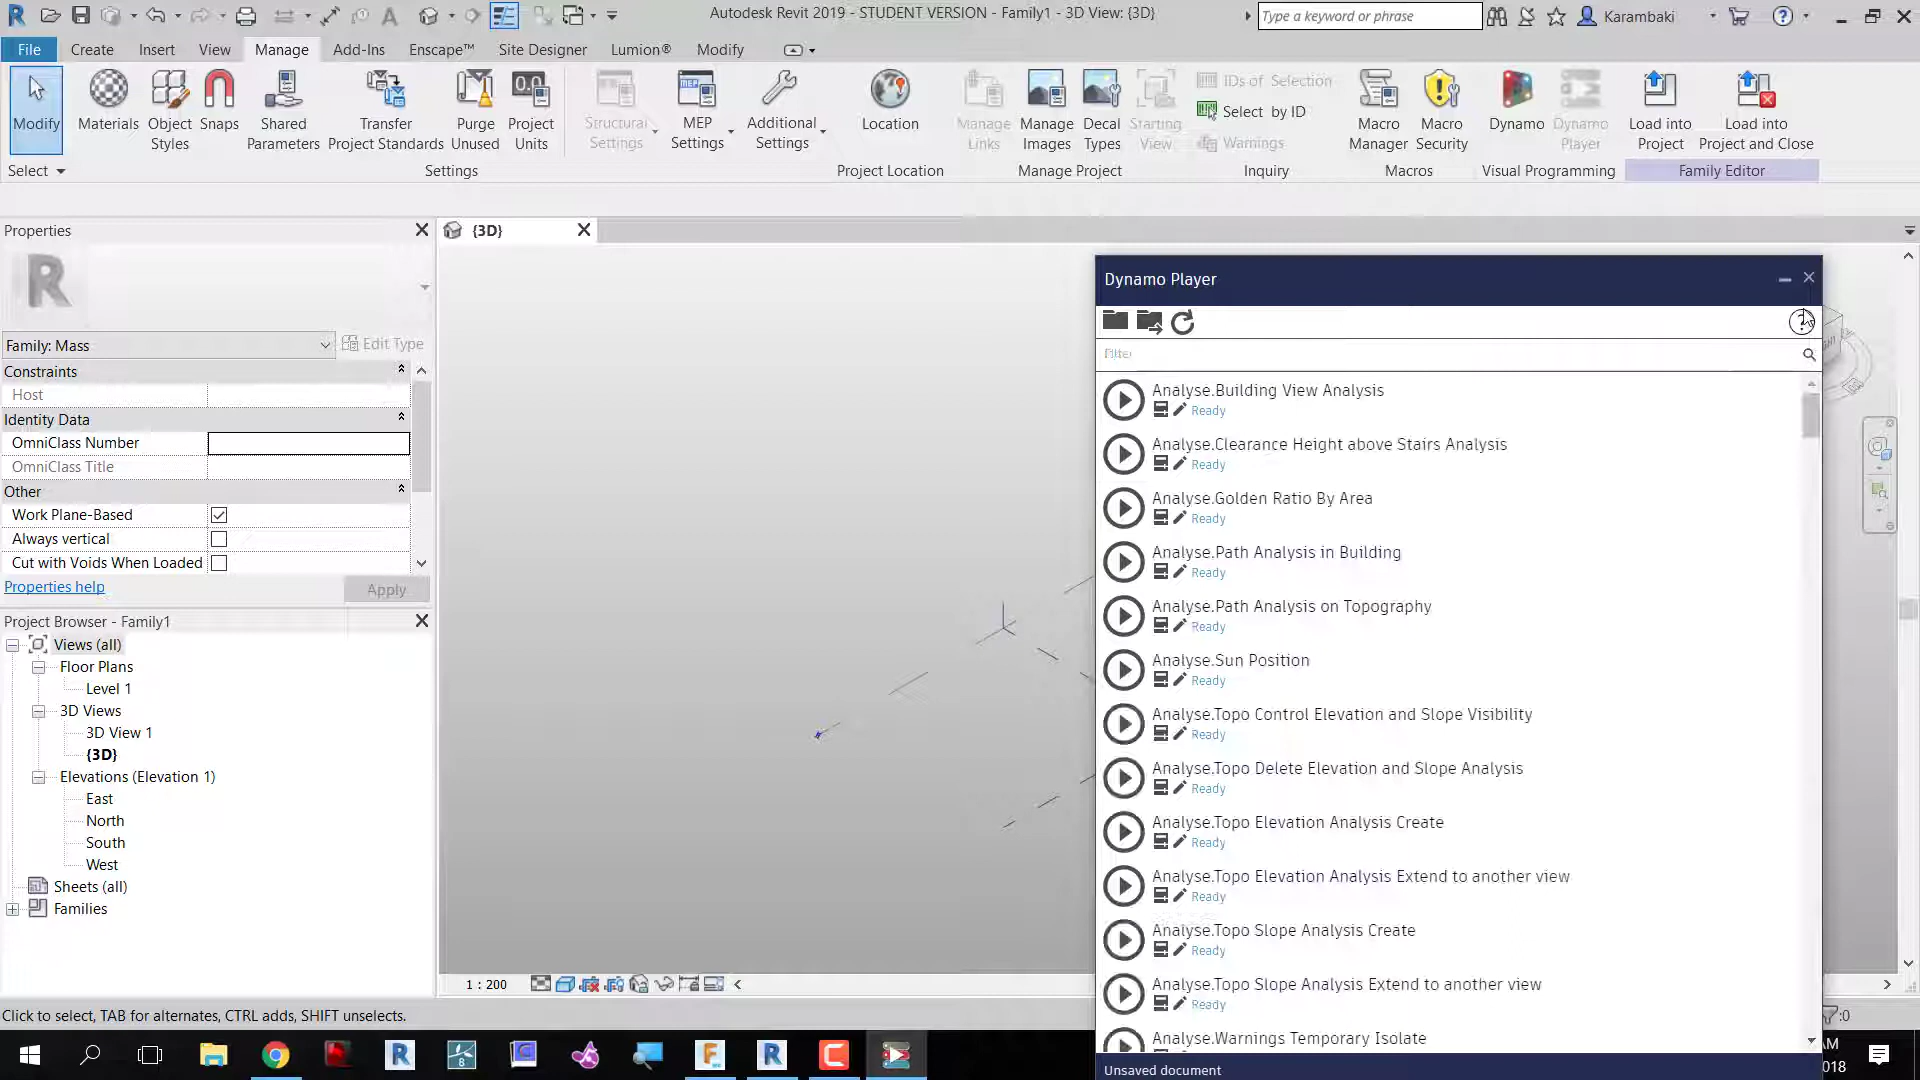 Autodesk Revit 2019 - STUDENT VERSION - Family1 - 3D View: {3D}
Type a keyword or phrase
Karambaki
File Create Insert View Manage Add-Ins Enscape™ Site Designer Lumion® Modify
Modify
Materials
Object Styles
Snaps
Shared Parameters
Transfer Project Standards
Purge Unused
Project Units
Structural Settings
MEP Settings
Additional Settings
Location
Manage Links
Manage Images
Decal Types
Starting View
IDs of Selection
Select by ID
Warnings
Macro Manager
Macro Security
Dynamo
Dynamo Player
Load into Project
Load into Project and Close
Select
Settings
Project Location
Manage Project
Inquiry
Macros
Visual Programming
Family Editor
Properties
{3D}
R
Family: Mass
Edit Type
Constraints
Host
Identity Data
OmniClass Number
OmniClass Title
Other
Work Plane-Based
Always vertical
Cut with Voids When Loaded
Properties help
Apply
Project Browser - Family1
Views (all)
Floor Plans
Level 1
3D Views
3D View 1
{3D}
Elevations (Elevation 1)
East
North
South
West
Sheets (all)
Families
Dynamo Player
Filter
Analyse.Building View Analysis
Ready
Analyse.Clearance Height above Stairs Analysis
Ready
Analyse.Golden Ratio By Area
Ready
Analyse.Path Analysis in Building
Ready
Analyse.Path Analysis on Topography
Ready
Analyse.Sun Position
Ready
Analyse.Topo Control Elevation and Slope Visibility
Ready
Analyse.Topo Delete Elevation and Slope Analysis
Ready
Analyse.Topo Elevation Analysis Create
Ready
Analyse.Topo Elevation Analysis Extend to another view
Ready
Analyse.Topo Slope Analysis Create
Ready
Analyse.Topo Slope Analysis Extend to another view
Ready
Analyse.Warnings Temporary Isolate
Unsaved document
1 : 200
Click to select, TAB for alternates, CTRL adds, SHIFT unselects.
:0
AM
018